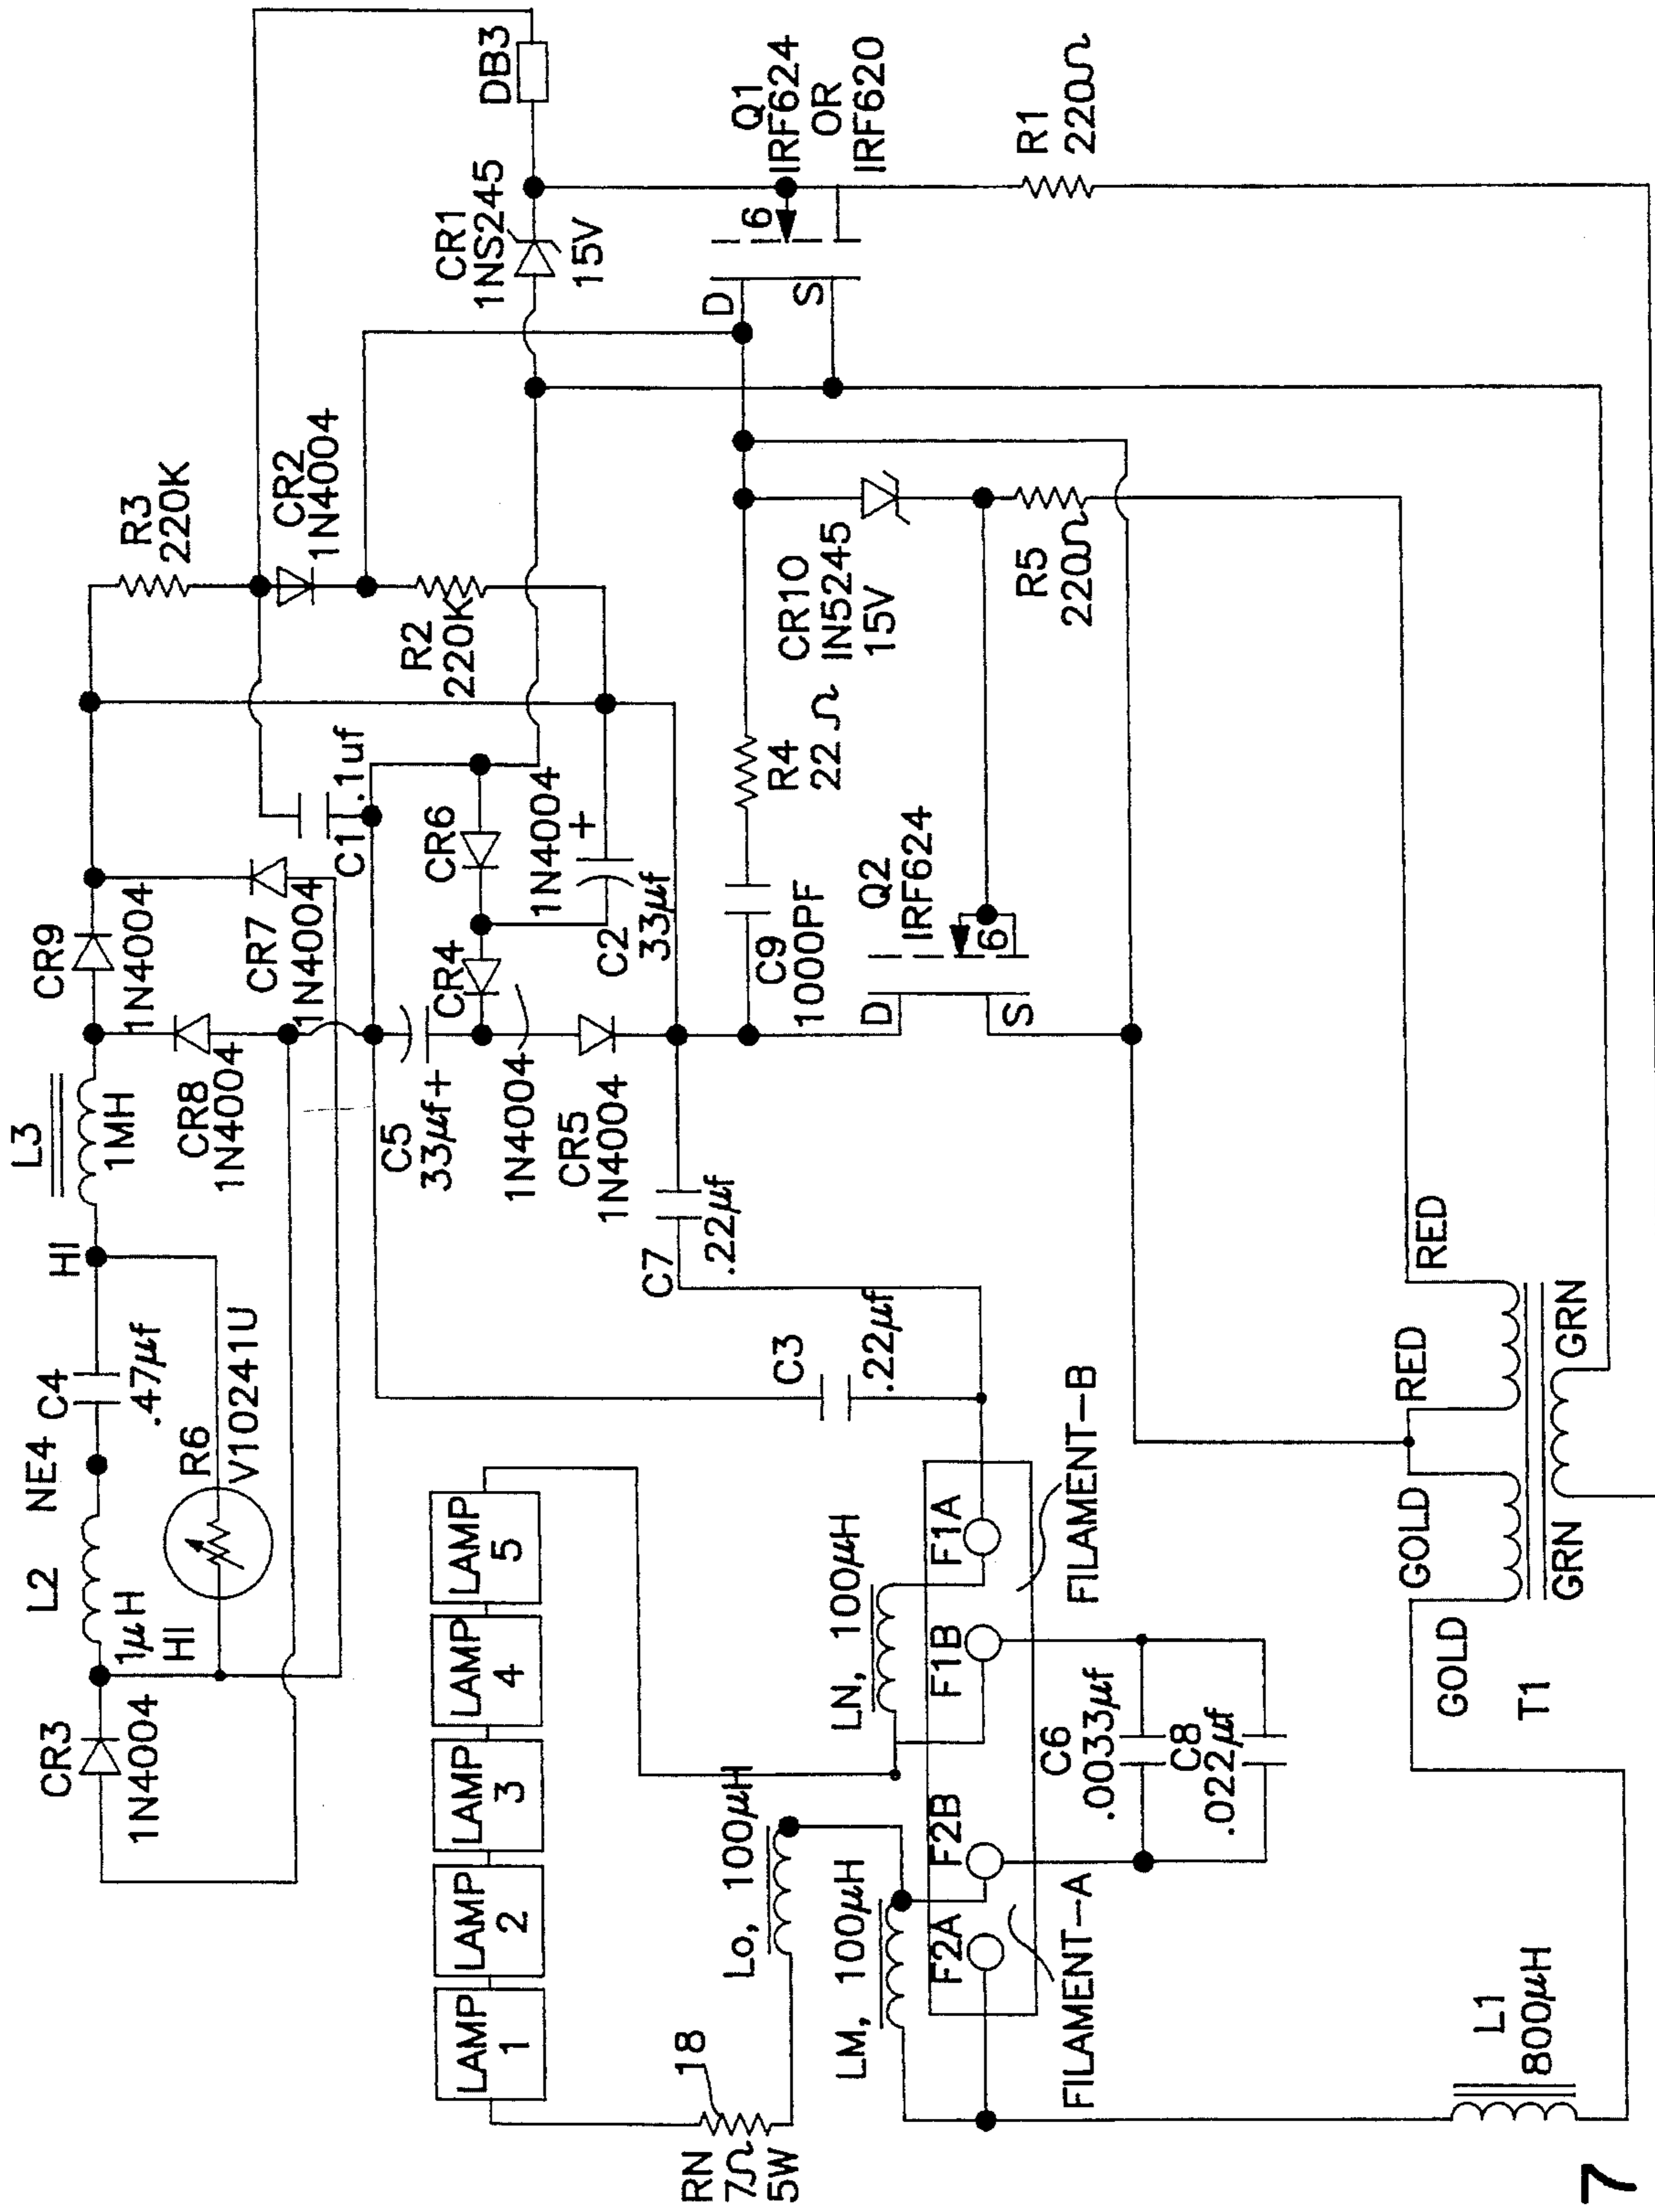 CR3
1N4004
L2
1µH
HI
NE4
C4
.47µf
R6
V10241U
HI
L3
1MH
CR8
1N4004
CR9
1N4004
CR7
1N4004
C1
.1uf
R3
220K
CR2
1N4004
R2
220K
CR1
1NS245
15V
DB3
Q1
IRF624
OR
IRF620
6
D
S
R1
220Ω
C5
33µf+
CR4
1N4004
CR6
1N4004
+
C2
33µf
CR5
1N4004
C7
.22µf
C3
.22µf
C9
1000PF
R4
22 Ω
CR10
IN5245
15V
R5
220Ω
Q2
IRF624
6
D
S
LAMP
1
LAMP
2
LAMP
3
LAMP
4
LAMP
5
RN
7Ω
5W
18
Lo, 100µH
LM, 100µH
LN, 100µH
F2A
F2B
F1B
F1A
FILAMENT-A
FILAMENT-B
C6
.0033µf
C8
.022µf
L1
800µH
GOLD
GOLD
RED
RED
T1
GRN
GRN
7